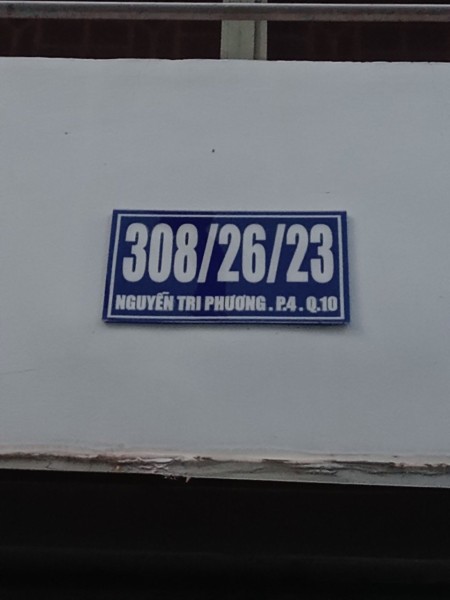 308/26/23
NGUYỄN TRI PHƯƠNG . P.4 . Q.10